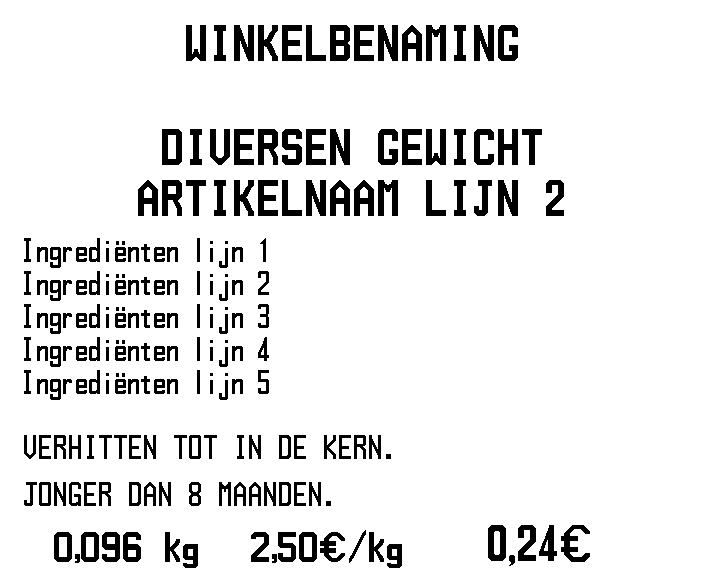 WINKELBENAMING
DIVERSEN GEWICHT
ARTIKELNAAM LIJN 2
Ingrediënten lijn 1
Ingrediënten lijn 2
Ingrediënten lijn 3
Ingrediënten lijn 4
Ingrediënten lijn 5
VERHITTEN TOT IN DE KERN.
JONGER DAN 8 MAANDEN.
0,096 kg 2,50€/kg 0,24€